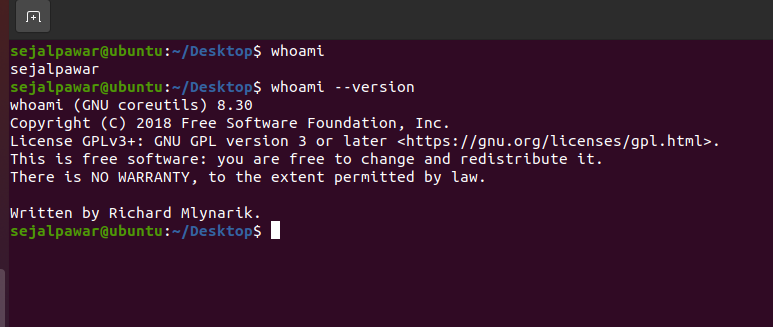 sejalpawar@ubuntu:~/Desktop$ whoami
sejalpawar
sejalpawar@ubuntu:~/Desktop$ whoami --version
whoami (GNU coreutils) 8.30
Copyright (C) 2018 Free Software Foundation, Inc.
License GPLv3+: GNU GPL version 3 or later <https://gnu.org/licenses/gpl.html>.
This is free software: you are free to change and redistribute it.
There is NO WARRANTY, to the extent permitted by law.

Written by Richard Mlynarik.
sejalpawar@ubuntu:~/Desktop$